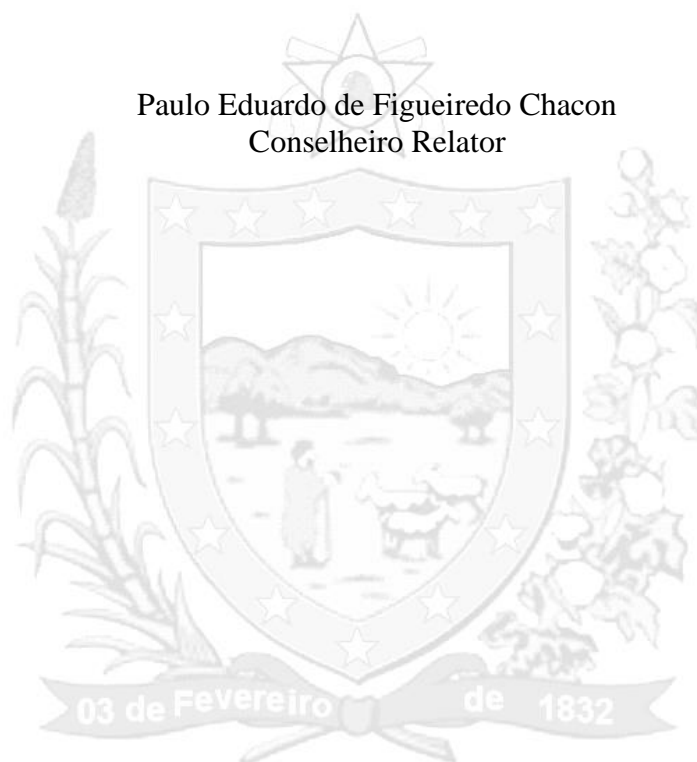 Paulo Eduardo de Figueiredo Chacon
Conselheiro Relator
03 de Fevereiro de 1832